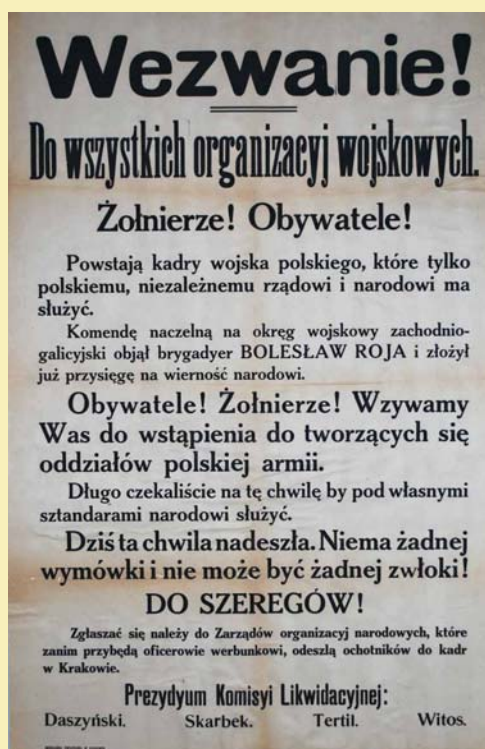 Wezwanie!
Do wszystkich organizacyj wojskowych.
Żołnierze! Obywatele!
Powstają kadry wojska polskiego, które tylko
polskiemu, niezależnemu rządowi i narodowi ma
służyć.
Komendę naczelną na okręg wojskowy zachodnio-
galicyjski objął brygadyer BOLESŁAW ROJA i złożył
już przysięgę na wierność narodowi.
Obywatele! Żołnierze! Wzywamy
Was do wstąpienia do tworzących się
oddziałów polskiej armii.
Długo czekaliście na tę chwilę by pod własnymi
sztandarami narodowi służyć.
Dziś ta chwila nadeszła. Niema żadnej
wymówki i nie może być żadnej zwłoki!
DO SZEREGÓW!
Zgłaszać się należy do Zarządów organizacyj narodowych, które
zanim przybędą oficerowie werbunkowi, odeszlą ochotników do kadr
w Krakowie.
Prezydyum Komisyi Likwidacyjnej:
Daszyński. Skarbek. Tertil. Witos.